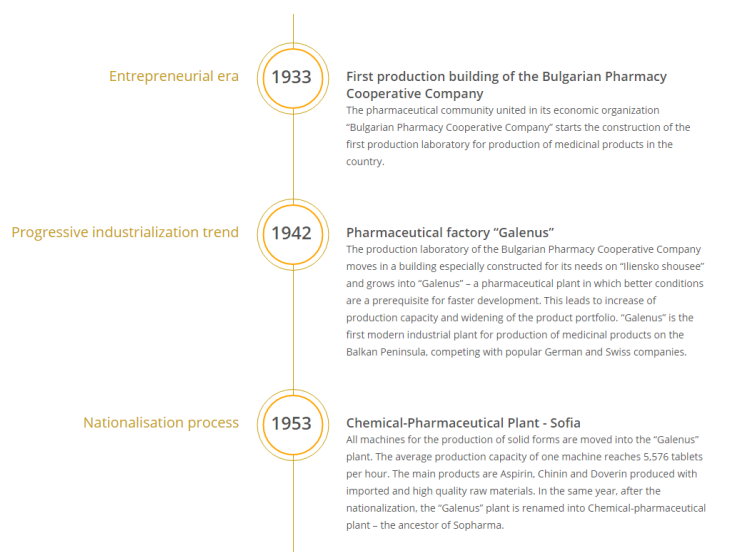 Entrepreneurial era
1933
First production building of the Bulgarian Pharmacy
Cooperative Company
The pharmaceutical community united in its economic organization
“Bulgarian Pharmacy Cooperative Company” starts the construction of the
first production laboratory for production of medicinal products in the
country.
Progressive industrialization trend
1942
Pharmaceutical factory “Galenus”
The production laboratory of the Bulgarian Pharmacy Cooperative Company
moves in a building especially constructed for its needs on “Iliensko shousee”
and grows into “Galenus” – a pharmaceutical plant in which better conditions
are a prerequisite for faster development. This leads to increase of
production capacity and widening of the product portfolio. “Galenus” is the
first modern industrial plant for production of medicinal products on the
Balkan Peninsula, competing with popular German and Swiss companies.
Nationalisation process
1953
Chemical-Pharmaceutical Plant - Sofia
All machines for the production of solid forms are moved into the “Galenus”
plant. The average production capacity of one machine reaches 5,576 tablets
per hour. The main products are Aspirin, Chinin and Doverin produced with
imported and high quality raw materials. In the same year, after the
nationalization, the “Galenus” plant is renamed into Chemical-pharmaceutical
plant – the ancestor of Sopharma.